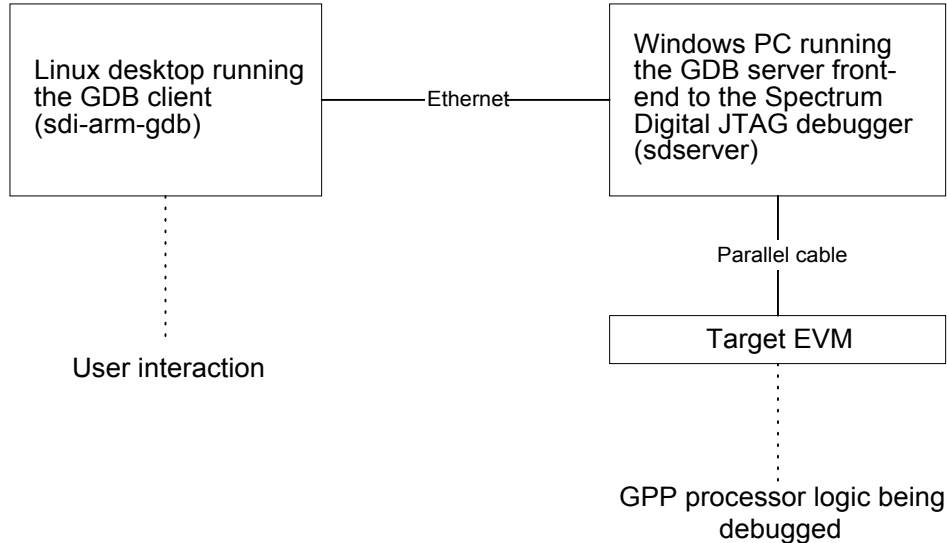 Linux desktop running
the GDB client
(sdi-arm-gdb)
Ethernet
Windows PC running
the GDB server front-
end to the Spectrum
Digital JTAG debugger
(sdserver)
Parallel cable
Target EVM
User interaction
GPP processor logic being
debugged